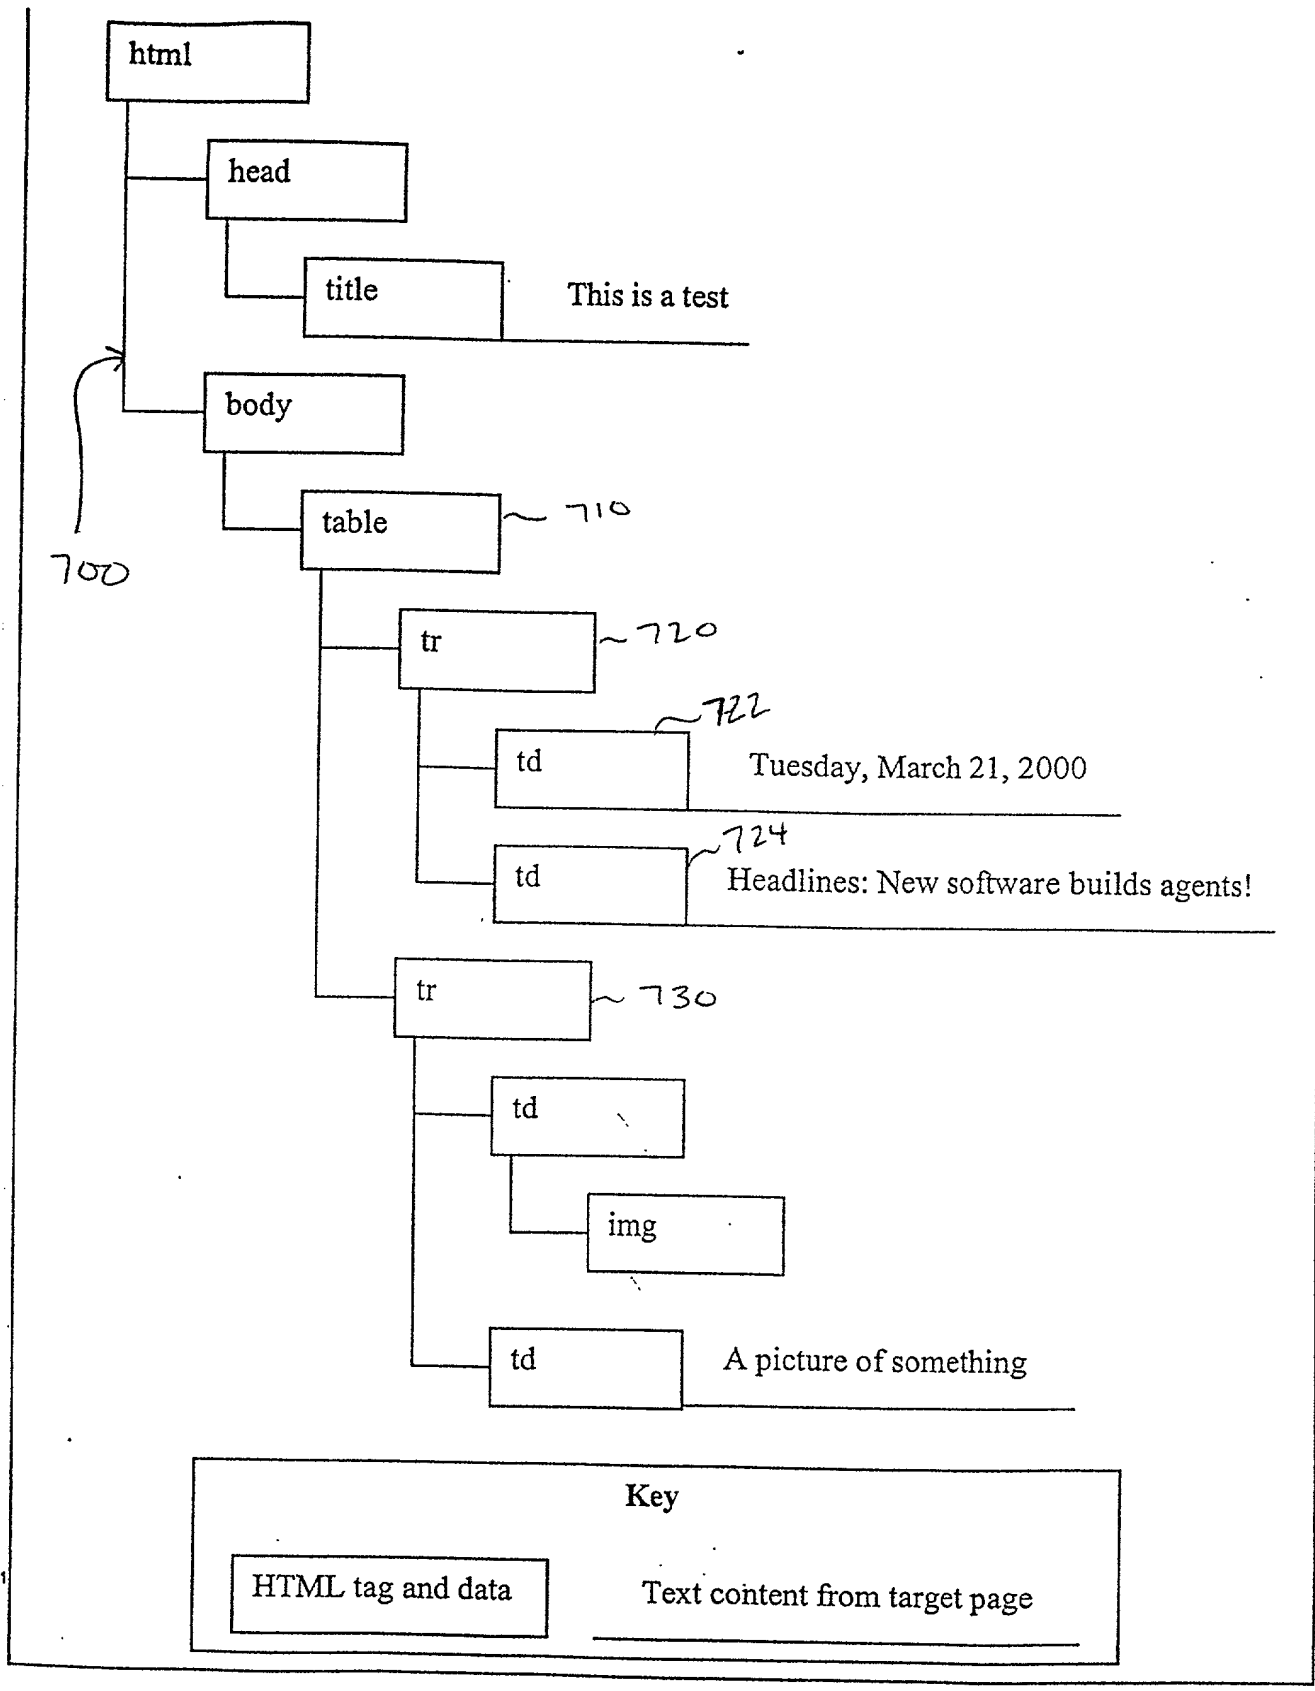 html
head
title This is a test
body
table 710
700
tr 720
722
td Tuesday, March 21, 2000
724
td Headlines: New software builds agents!
tr 730
td
img
td A picture of something
Key
HTML tag and data Text content from target page